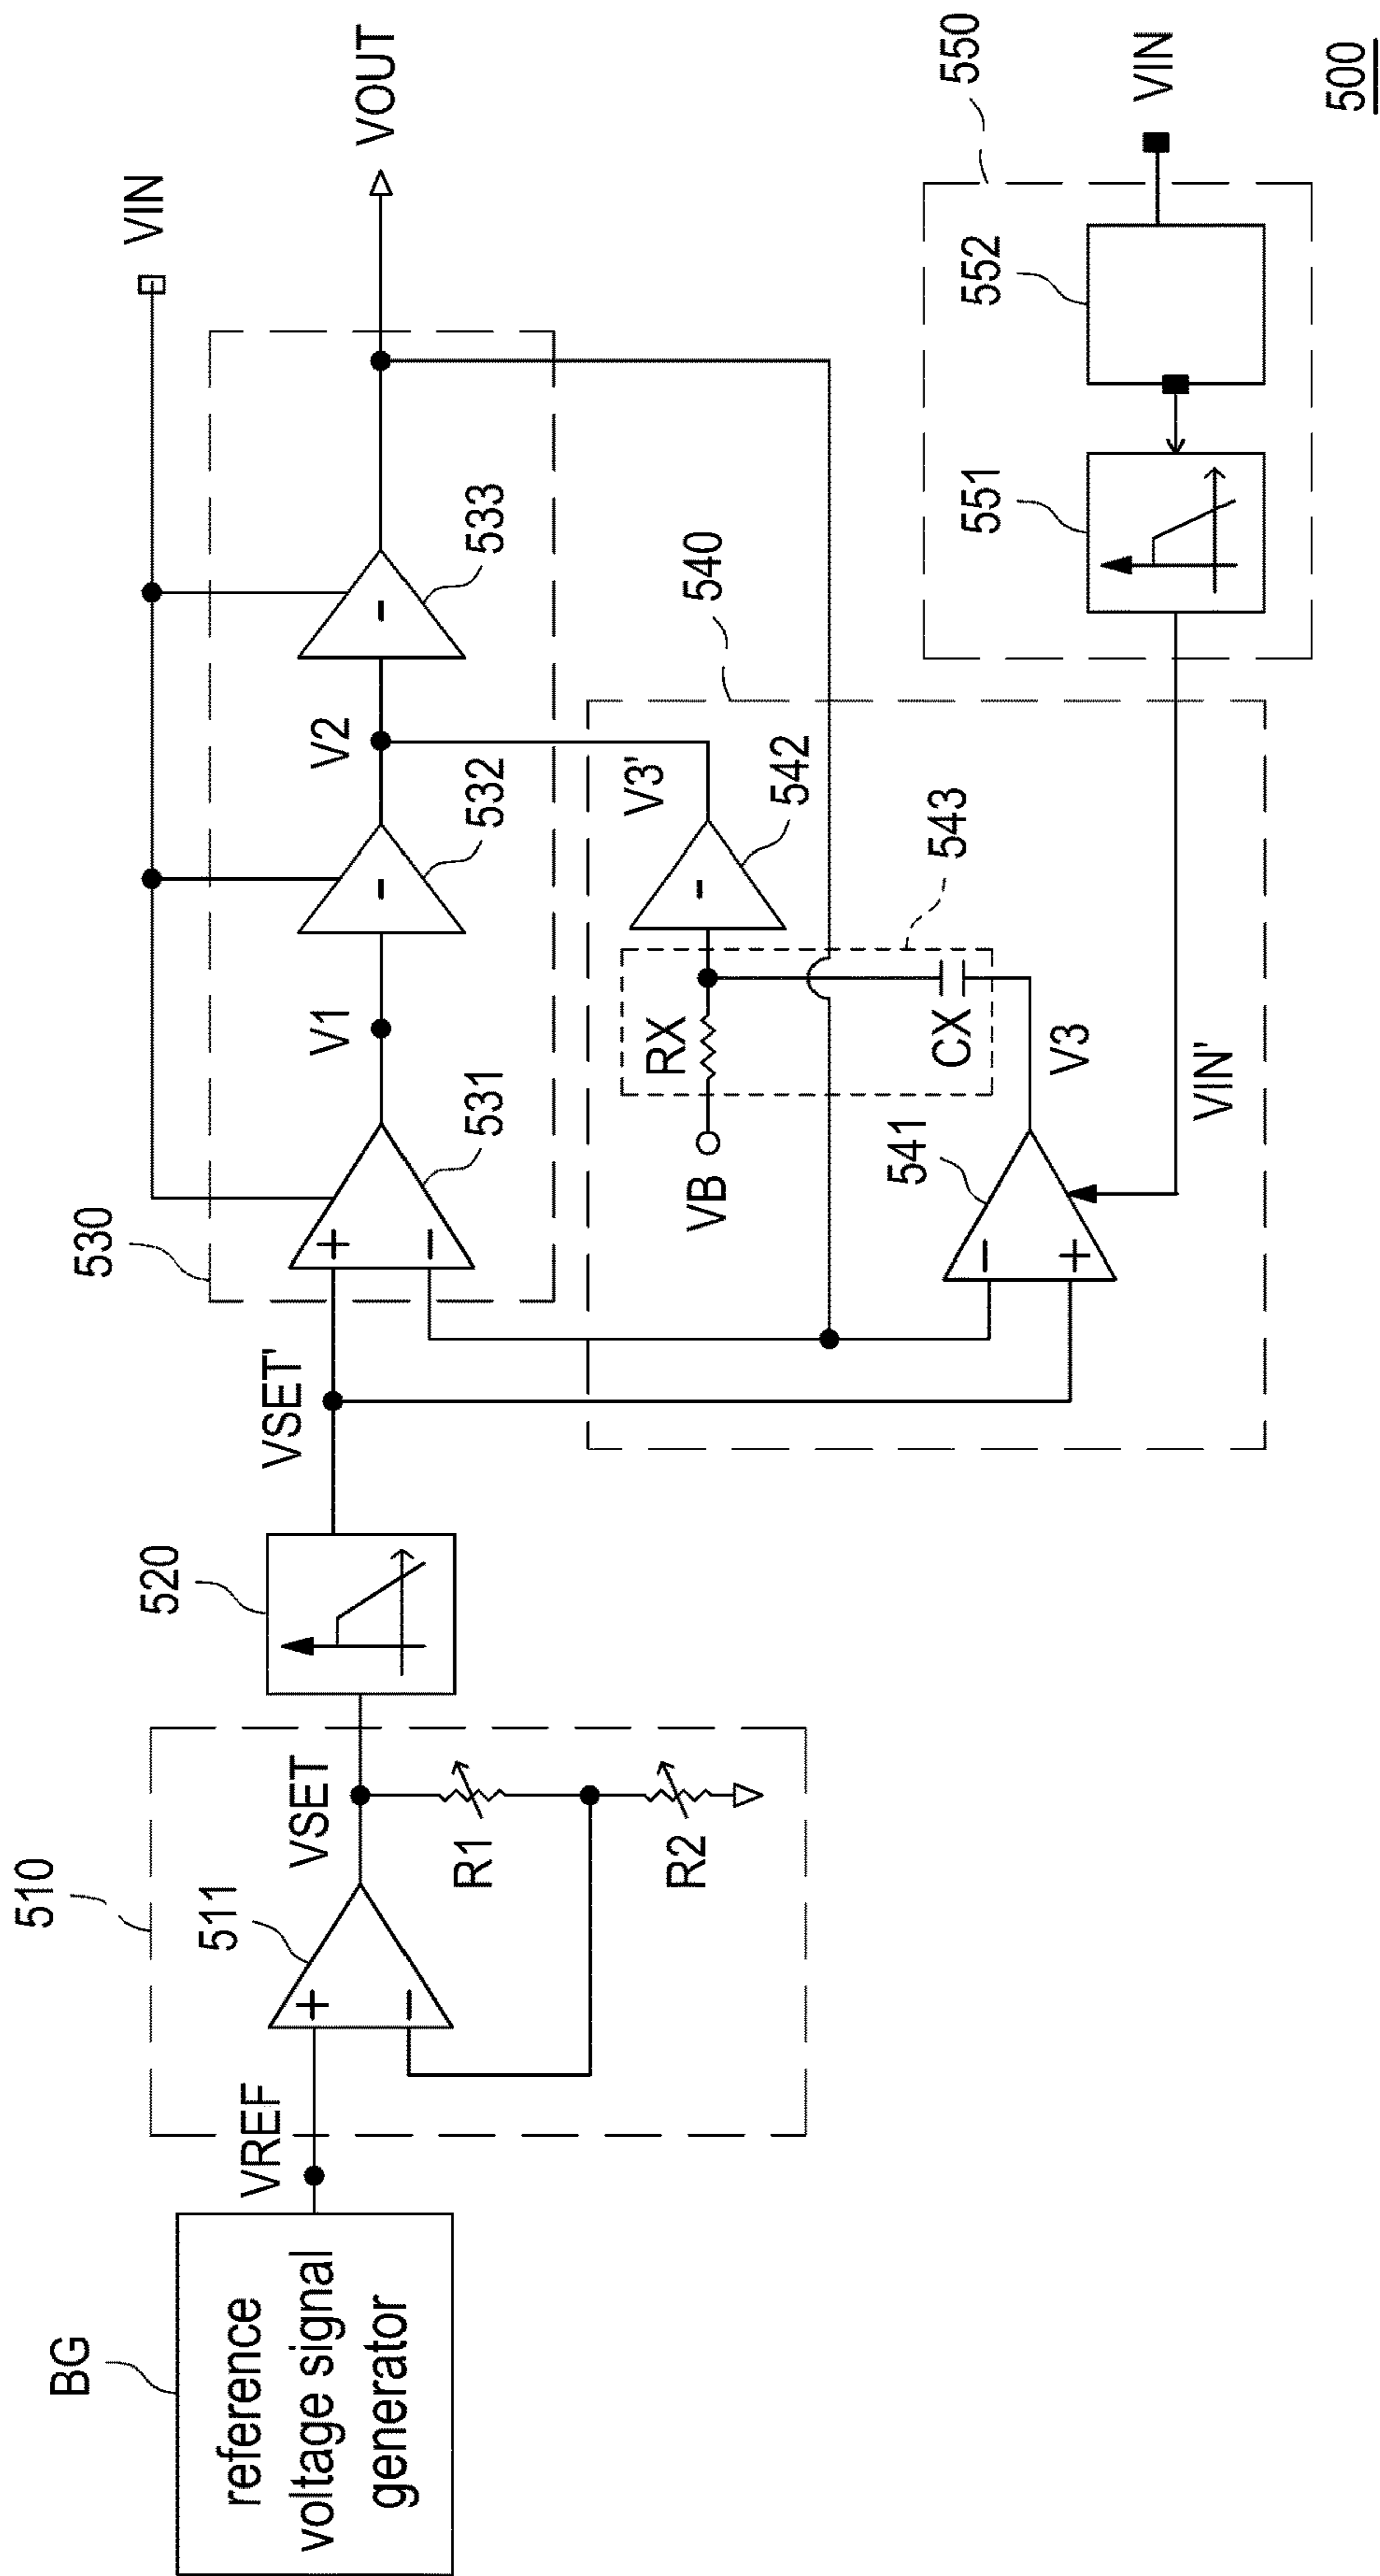 BG
reference
voltage signal
generator
VREF
510
511
VSET
R1
R2
520
VSET'
530
VIN
531
V1
532
V2
533
VOUT
540
541
VB
RX
CX
V3
543
542
V3'
VIN'
550
551
552
VIN
500